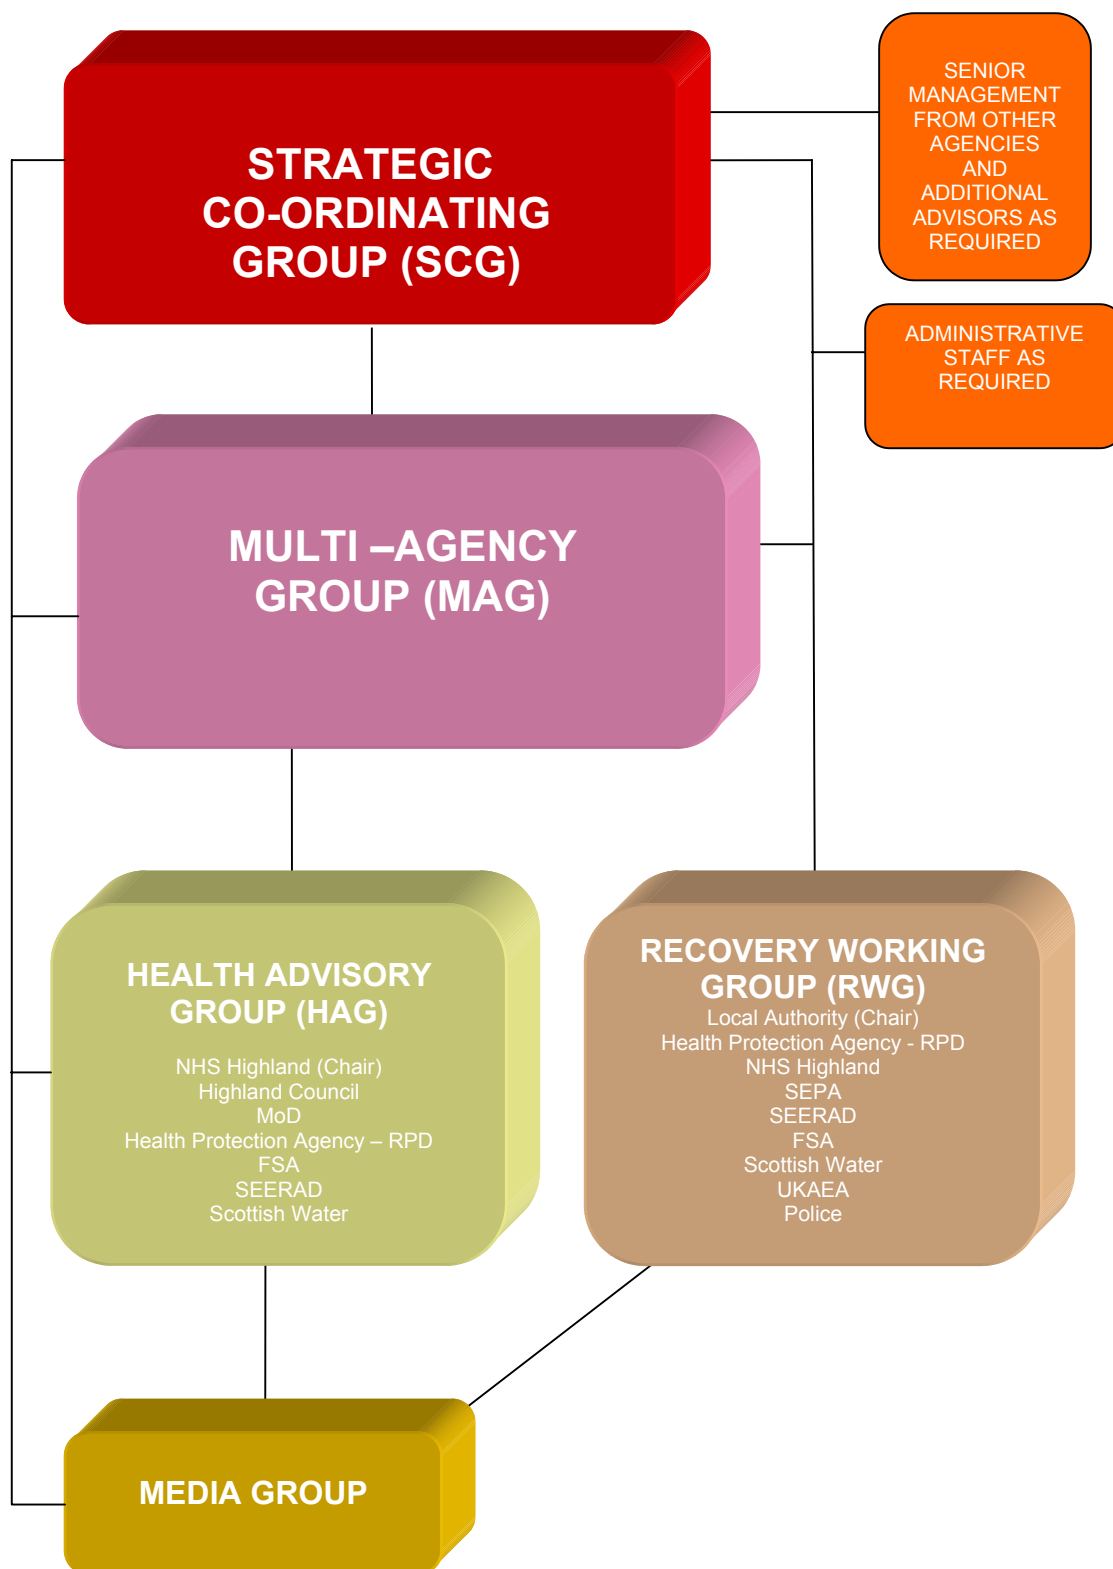 STRATEGIC
CO-ORDINATING
GROUP (SCG)
SENIOR
MANAGEMENT
FROM OTHER
AGENCIES
AND
ADDITIONAL
ADVISORS AS
REQUIRED
ADMINISTRATIVE
STAFF AS
REQUIRED
MULTI –AGENCY
GROUP (MAG)
HEALTH ADVISORY
GROUP (HAG)
NHS Highland (Chair)
Highland Council
MoD
Health Protection Agency – RPD
FSA
SEERAD
Scottish Water
RECOVERY WORKING
GROUP (RWG)
Local Authority (Chair)
Health Protection Agency - RPD
NHS Highland
SEPA
SEERAD
FSA
Scottish Water
UKAEA
Police
MEDIA GROUP